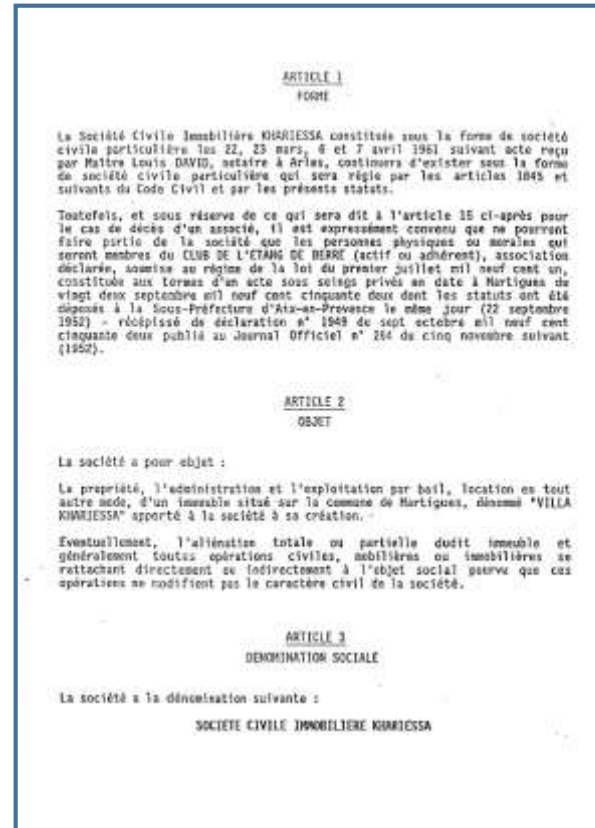 ARTICLE 1
FORME
La Société Civile Immobilière KHARIESSA constituée sous la forme de société
civile particulière les 22, 23 mars, 6 et 7 avril 1961 suivant acte reçu
par Maître Louis DAVID, notaire à Arles, continuera d'exister sous la forme
de société civile particulière qui sera régie par les articles 1845 et
suivants du Code Civil et par les présents statuts.
Toutefois, et sous réserve de ce qui sera dit à l'article 15 ci-après pour
le cas de décès d'un associé, il est expressément convenu que ne pourront
faire partie de la société que les personnes physiques ou morales qui
seront membres du CLUB DE L'ETANG DE BERRE (actif ou adhérent), association
déclarée, soumise au régime de la loi du premier juillet mil neuf cent un,
constituée aux termes d'un acte sous seings privés en date à Martigues du
vingt deux septembre mil neuf cent cinquante deux dont les statuts ont été
déposés à la Sous-Préfecture d'Aix-en-Provence le même jour (22 septembre
1952) - récépissé de déclaration n° 1949 du sept octobre mil neuf cent
cinquante deux publié au Journal Officiel n° 264 du cinq novembre suivant
(1952).
ARTICLE 2
OBJET
La société a pour objet :
La propriété, l'administration et l'exploitation par bail, location en tout
autre mode, d'un immeuble situé sur la commune de Martigues, dénommé "VILLA
KHARIESSA" apporté à la société à sa création.
Eventuellement, l'aliénation totale ou partielle dudit immeuble et
généralement toutes opérations civiles, mobilières ou immobilières se
rattachant directement ou indirectement à l'objet social pourvu que ces
opérations ne modifient pas le caractère civil de la société.
ARTICLE 3
DENOMINATION SOCIALE
La société a la dénomination suivante :
SOCIETE CIVILE IMMOBILIERE KHARIESSA